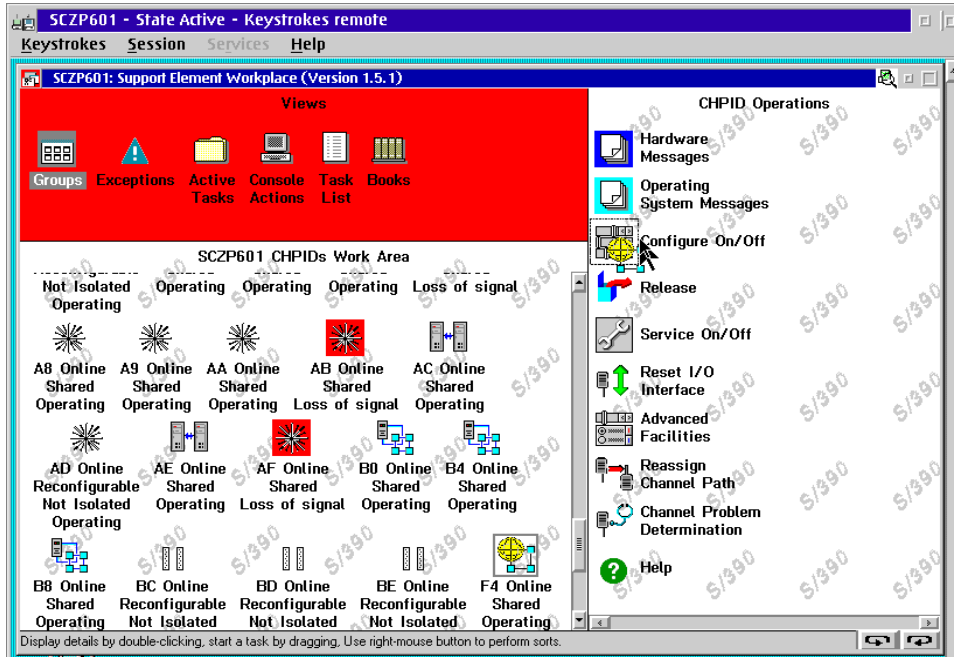 SCZP601 - State Active - Keystrokes remote
Keystrokes Session Services Help
SCZP601: Support Element Workplace (Version 1.5.1)
Views
Groups Exceptions Active Tasks Console Actions Task List Books
SCZP601 CHPIDs Work Area
Not Isolated Operating Operating Operating Loss of signal
Operating
A8 Online A9 Online AA Online AB Online AC Online
Shared Shared Shared Shared Shared
Operating Operating Operating Loss of signal Operating
AD Online AE Online AF Online B0 Online B4 Online
Reconfigurable Shared Shared Shared Shared
Not Isolated Operating Loss of signal Operating Operating
Operating
B8 Online BC Online BD Online BE Online F4 Online
Shared Reconfigurable Reconfigurable Reconfigurable Shared
Operating Not Isolated Not Isolated Not Isolated Operating
CHPID Operations
Hardware
Messages
Operating
System Messages
Configure On/Off
Release
Service On/Off
Reset I/O
Interface
Advanced
Facilities
Reassign
Channel Path
Channel Problem
Determination
Help
S/390
Display details by double-clicking, start a task by dragging, Use right-mouse button to perform sorts.